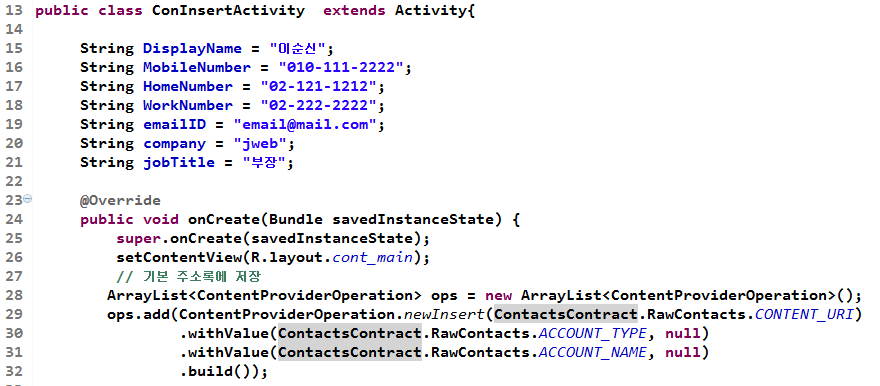 13 public class ConInsertActivity  extends Activity{
14
15     String DisplayName = "이순신";
16     String MobileNumber = "010-111-2222";
17     String HomeNumber = "02-121-1212";
18     String WorkNumber = "02-222-2222";
19     String emailID = "email@mail.com";
20     String company = "jweb";
21     String jobTitle = "부장";
22
23     @Override
24     public void onCreate(Bundle savedInstanceState) {
25         super.onCreate(savedInstanceState);
26         setContentView(R.layout.cont_main);
27         // 기본 주소록에 저장
28        ArrayList<ContentProviderOperation> ops = new ArrayList<ContentProviderOperation>();
29        ops.add(ContentProviderOperation.newInsert(ContactsContract.RawContacts.CONTENT_URI)
30                .withValue(ContactsContract.RawContacts.ACCOUNT_TYPE, null)
31                .withValue(ContactsContract.RawContacts.ACCOUNT_NAME, null)
32                .build());